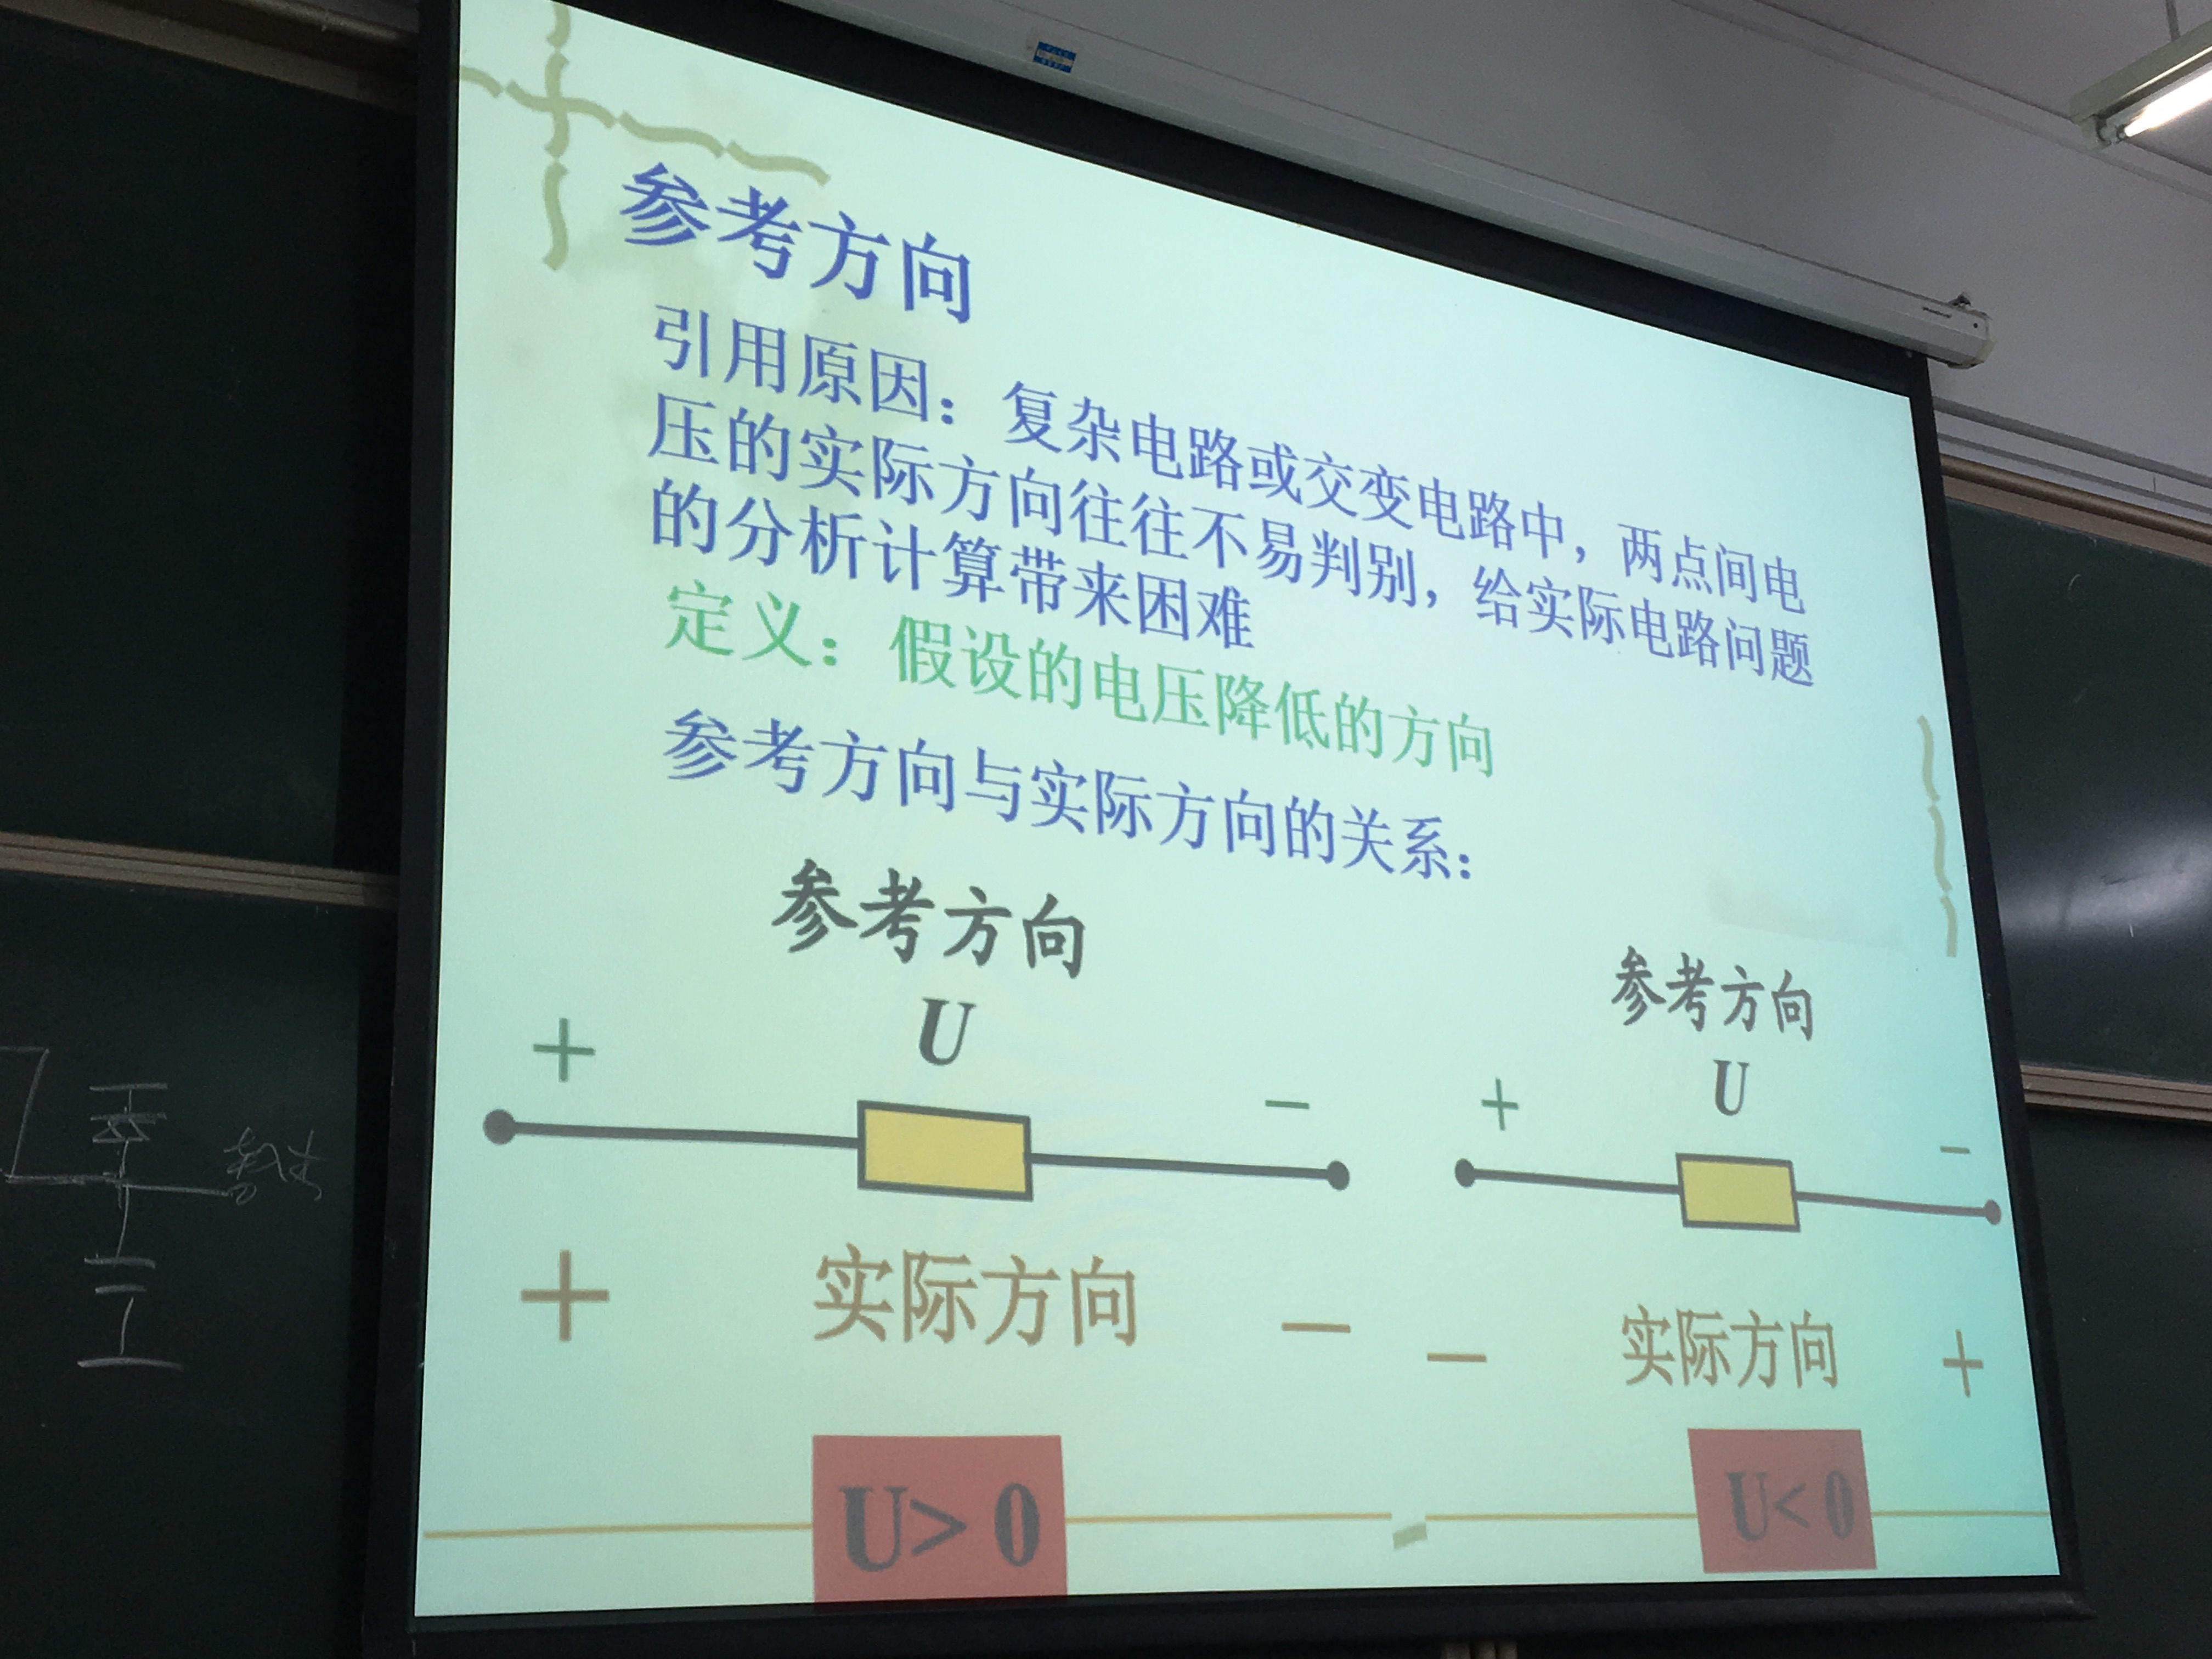 参考方向
引用原因：复杂电路或交变电路中，两点间电
压的实际方向往往不易判别，给实际电路问题
的分析计算带来困难
定义：假设的电压降低的方向
参考方向与实际方向的关系：
参考方向
U
+ −
+ 实际方向 −
U> 0
参考方向
U
+ −
− 实际方向 +
U< 0